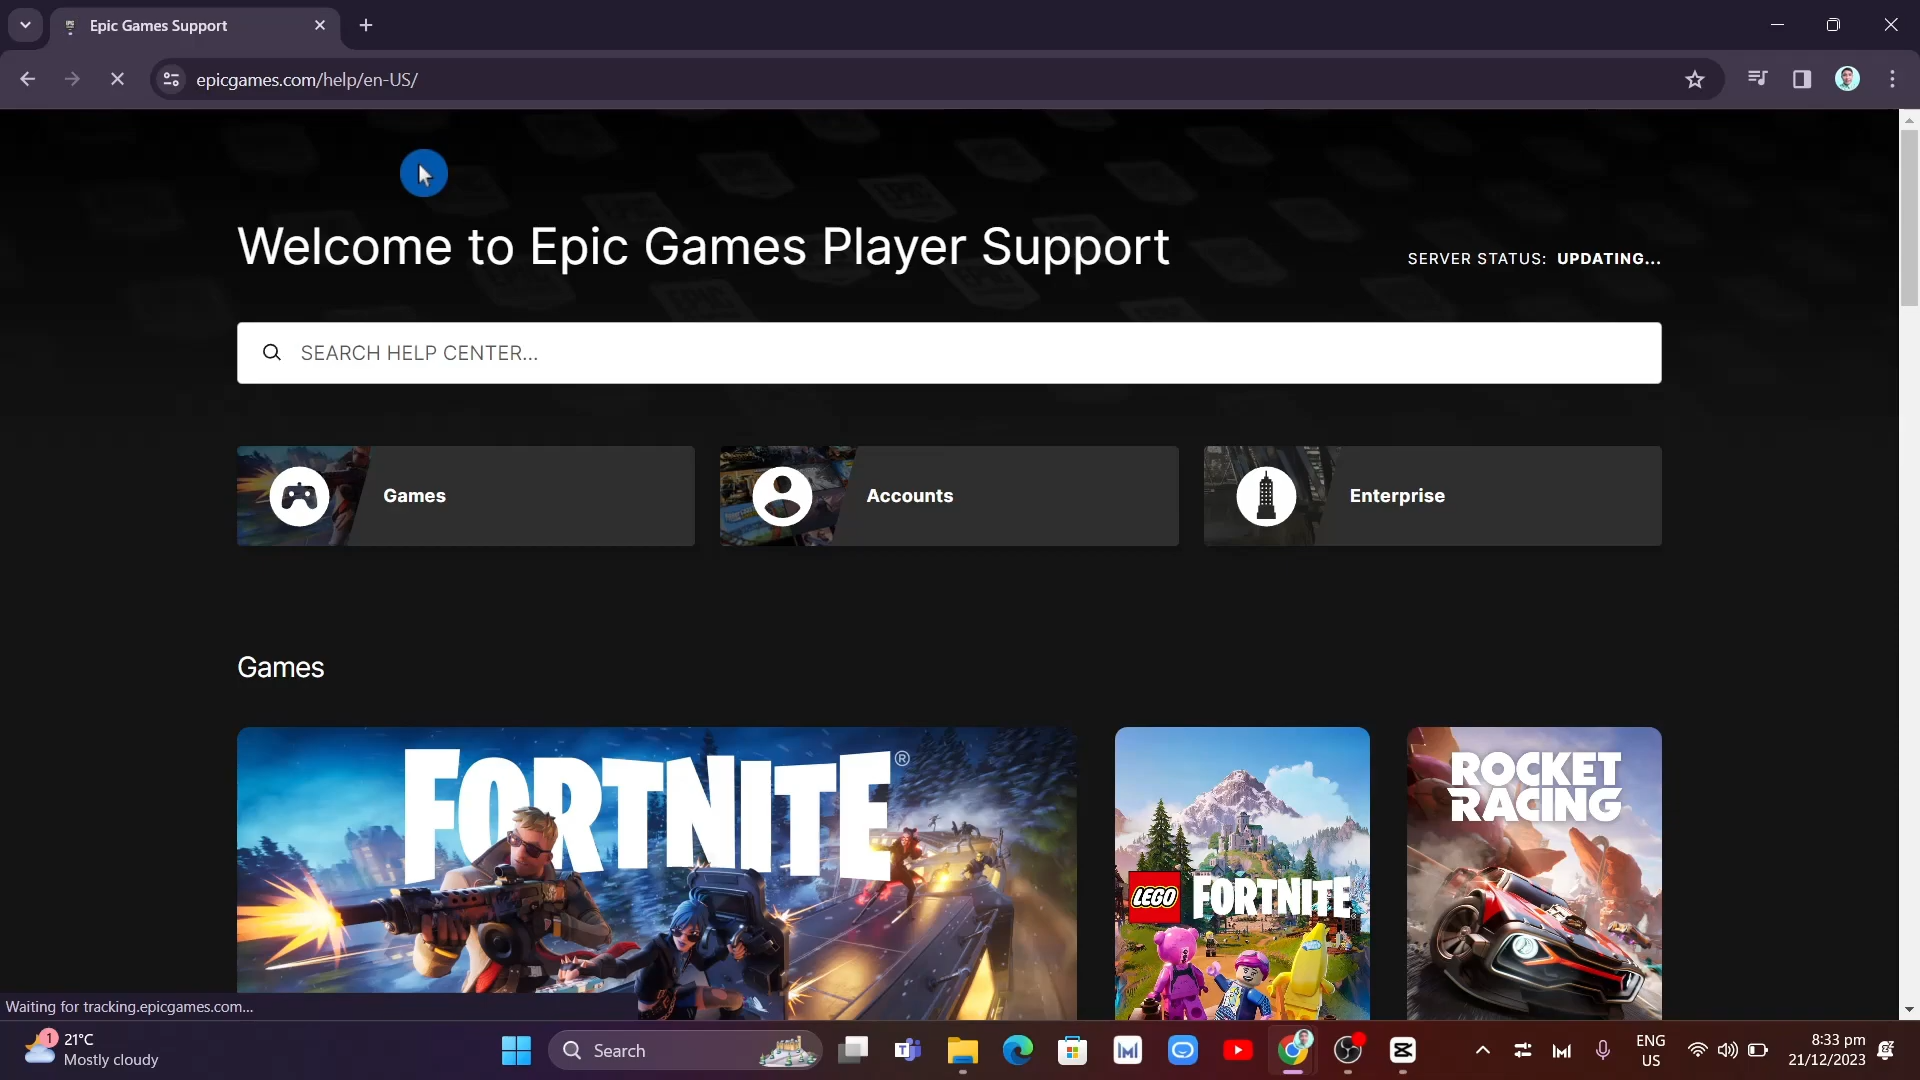 Epic Games Support
epicgames.com/help/en-US/
Welcome to Epic Games Player Support
SERVER STATUS: UPDATING...
SEARCH HELP CENTER...
Games
Accounts
Enterprise
Games
FORTNITE®
LEGO FORTNITE
ROCKET RACING
Waiting for tracking.epicgames.com...
1
21°C
Mostly cloudy
Search
ENG
US
8:33 pm
21/12/2023